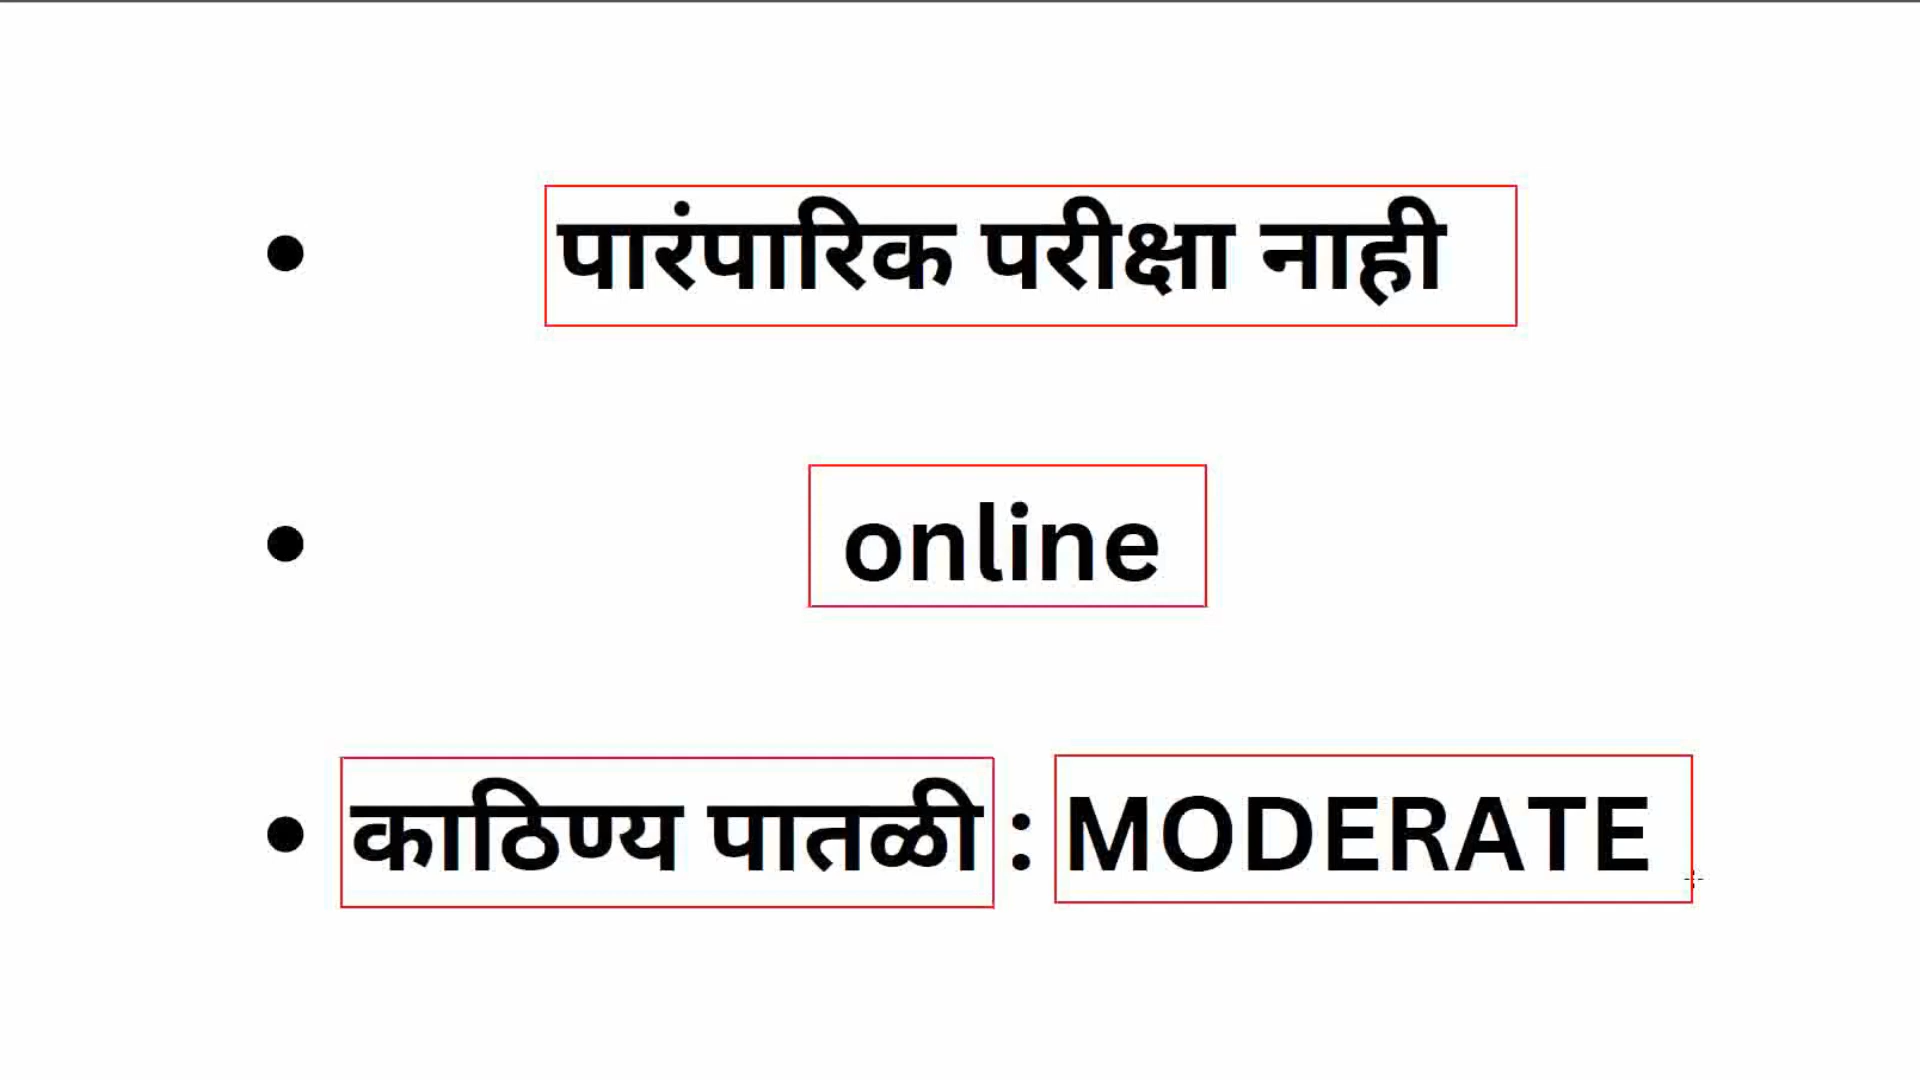 • पारंपारिक परीक्षा नाही
• online
• काठिण्य पातळी : MODERATE